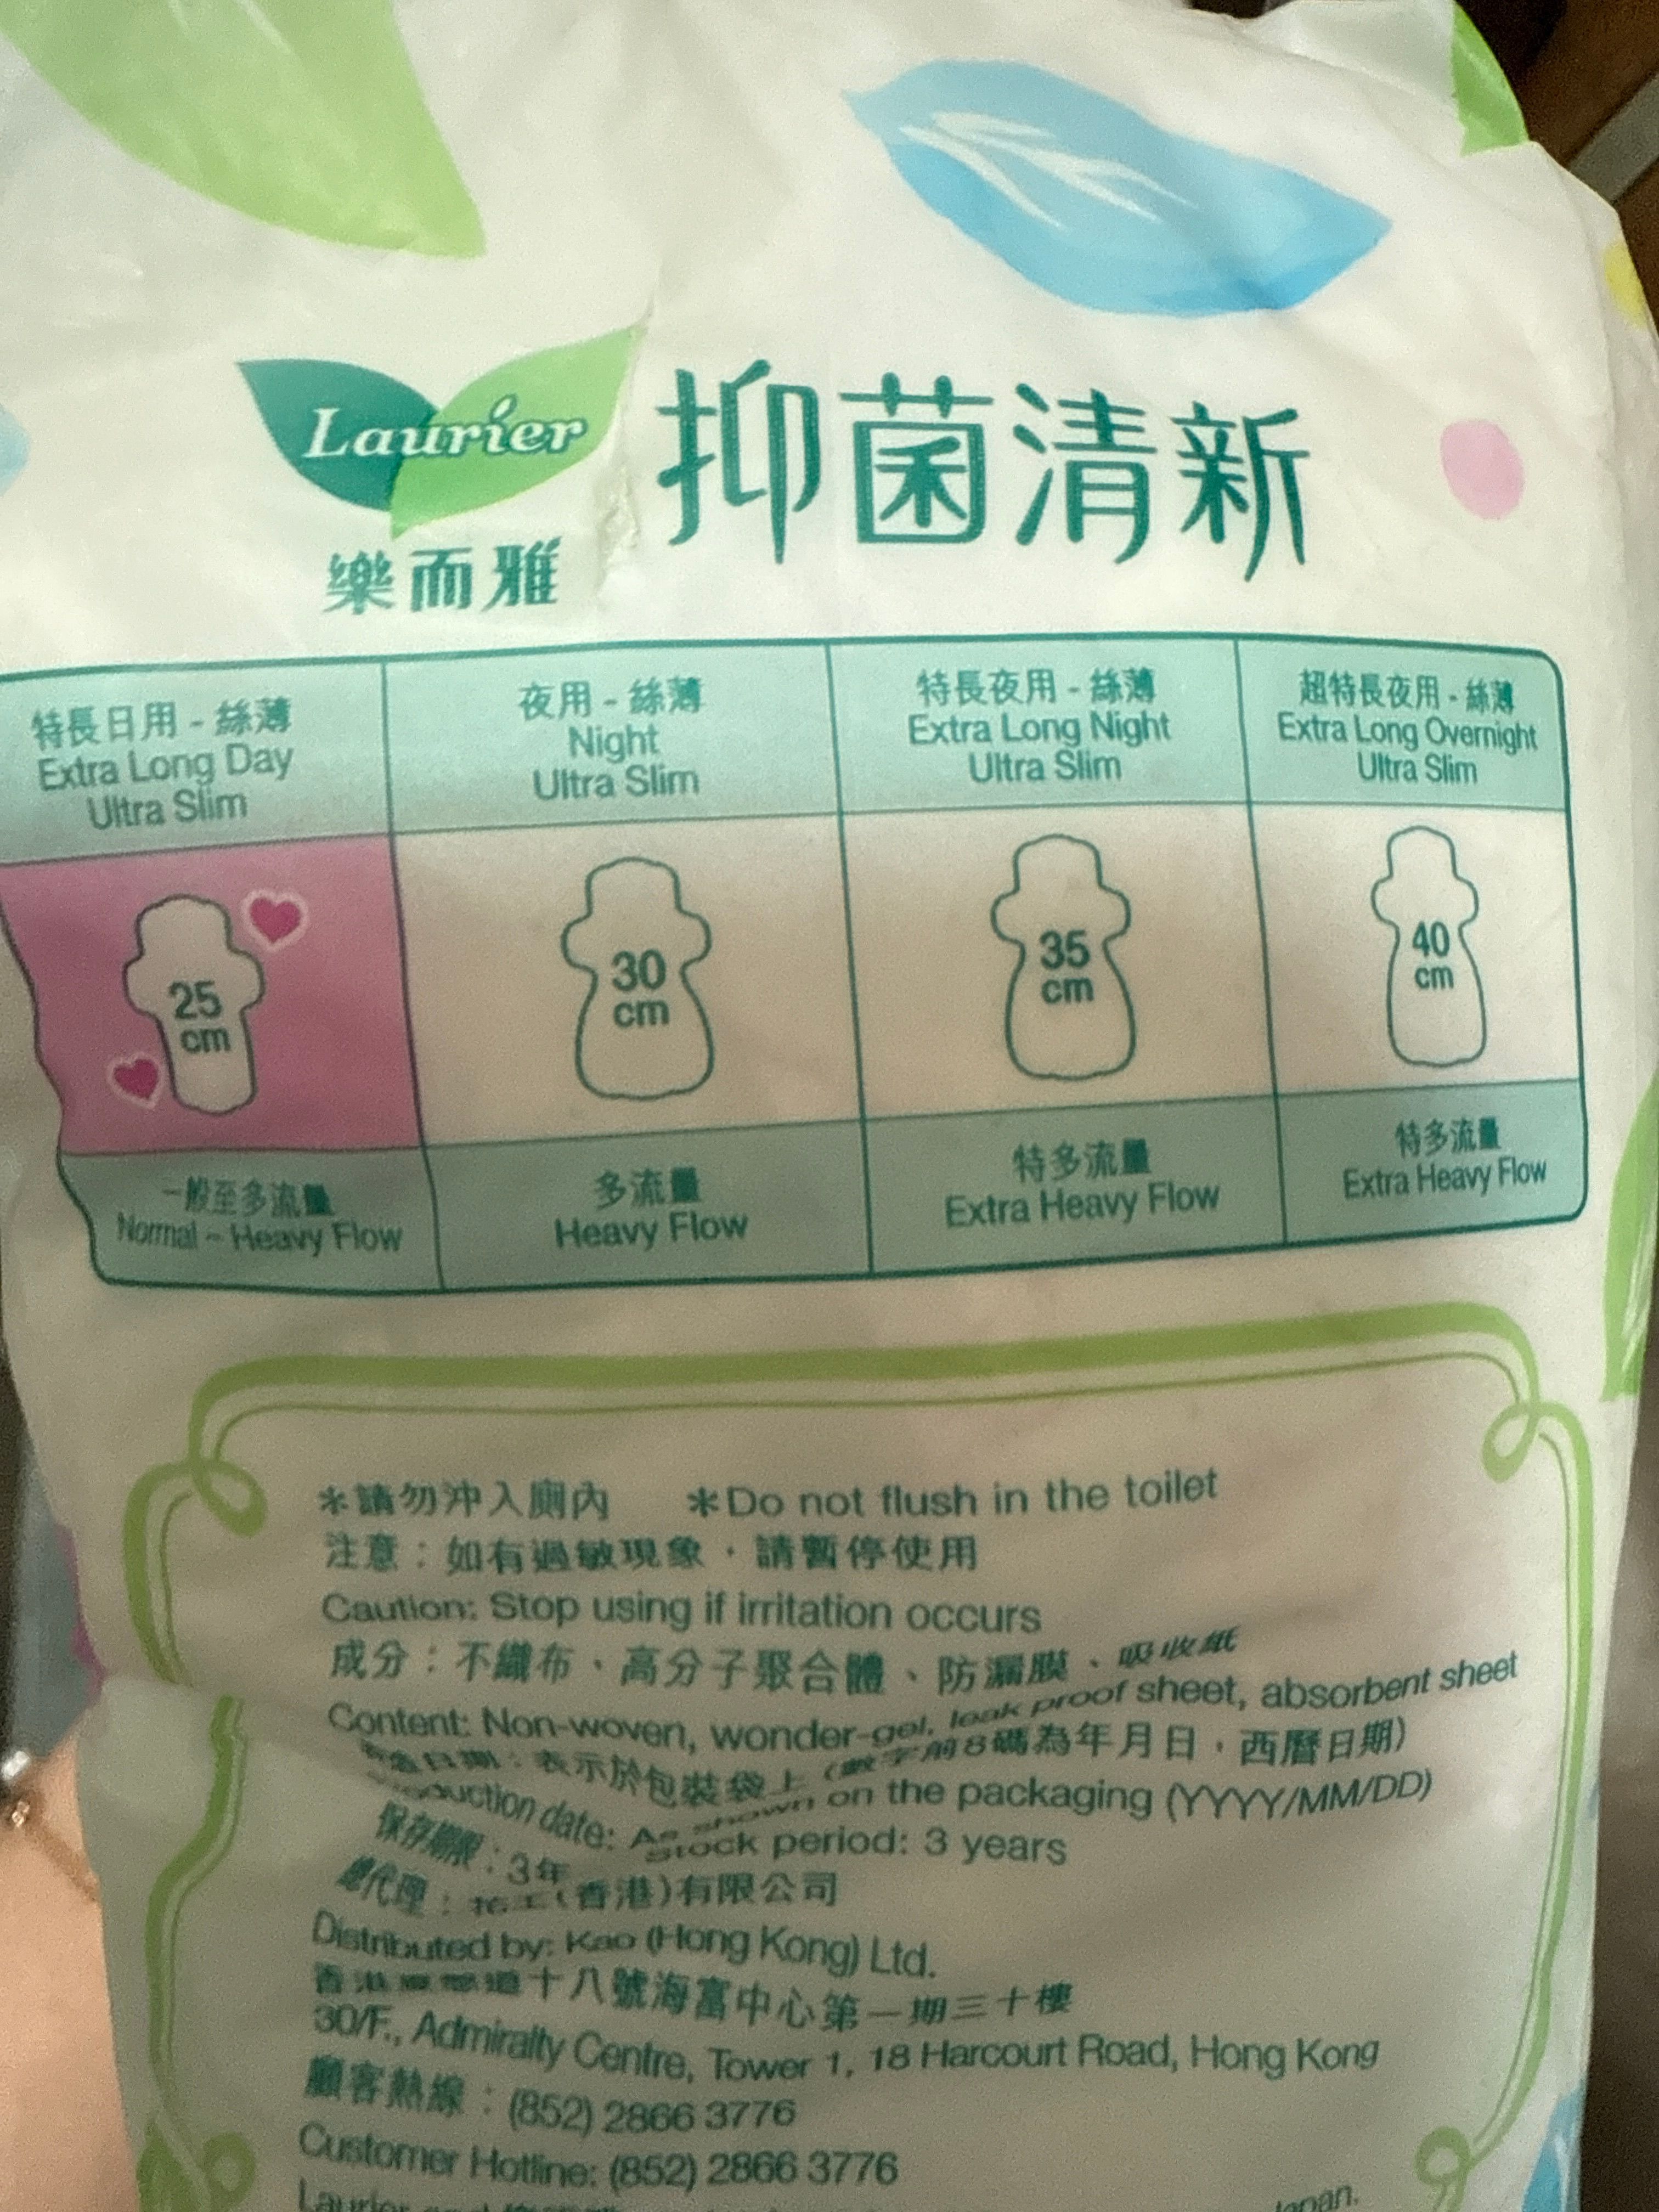 Laurier
樂而雅
抑菌清新
特長日用 - 絲薄
Extra Long Day
Ultra Slim
夜用 - 絲薄
Night
Ultra Slim
特長夜用 - 絲薄
Extra Long Night
Ultra Slim
超特長夜用 - 絲薄
Extra Long Overnight
Ultra Slim
25
cm
30
cm
35
cm
40
cm
一般至多流量
Normal - Heavy Flow
多流量
Heavy Flow
特多流量
Extra Heavy Flow
特多流量
Extra Heavy Flow
*請勿沖入廁內 *Do not flush in the toilet
注意：如有過敏現象，請暫停使用
Caution: Stop using if irritation occurs
成分：不織布、高分子聚合體、防漏膜、吸收紙
Content: Non-woven, wonder-gel, leak proof sheet, absorbent sheet
日期：表示於包裝袋上（數字前8碼為年月日，西曆日期）
date: As shown on the packaging (YYYY/MM/DD)
保存期限：3年 Stock period: 3 years
總代理：花王(香港)有限公司
Distributed by: Kao (Hong Kong) Ltd.
香港 道十八號海富中心第一期三十樓
30/F., Admiralty Centre, Tower 1, 18 Harcourt Road, Hong Kong
顧客熱線：(852) 2866 3776
Customer Hotline: (852) 2866 3776
Laurier and Japan.